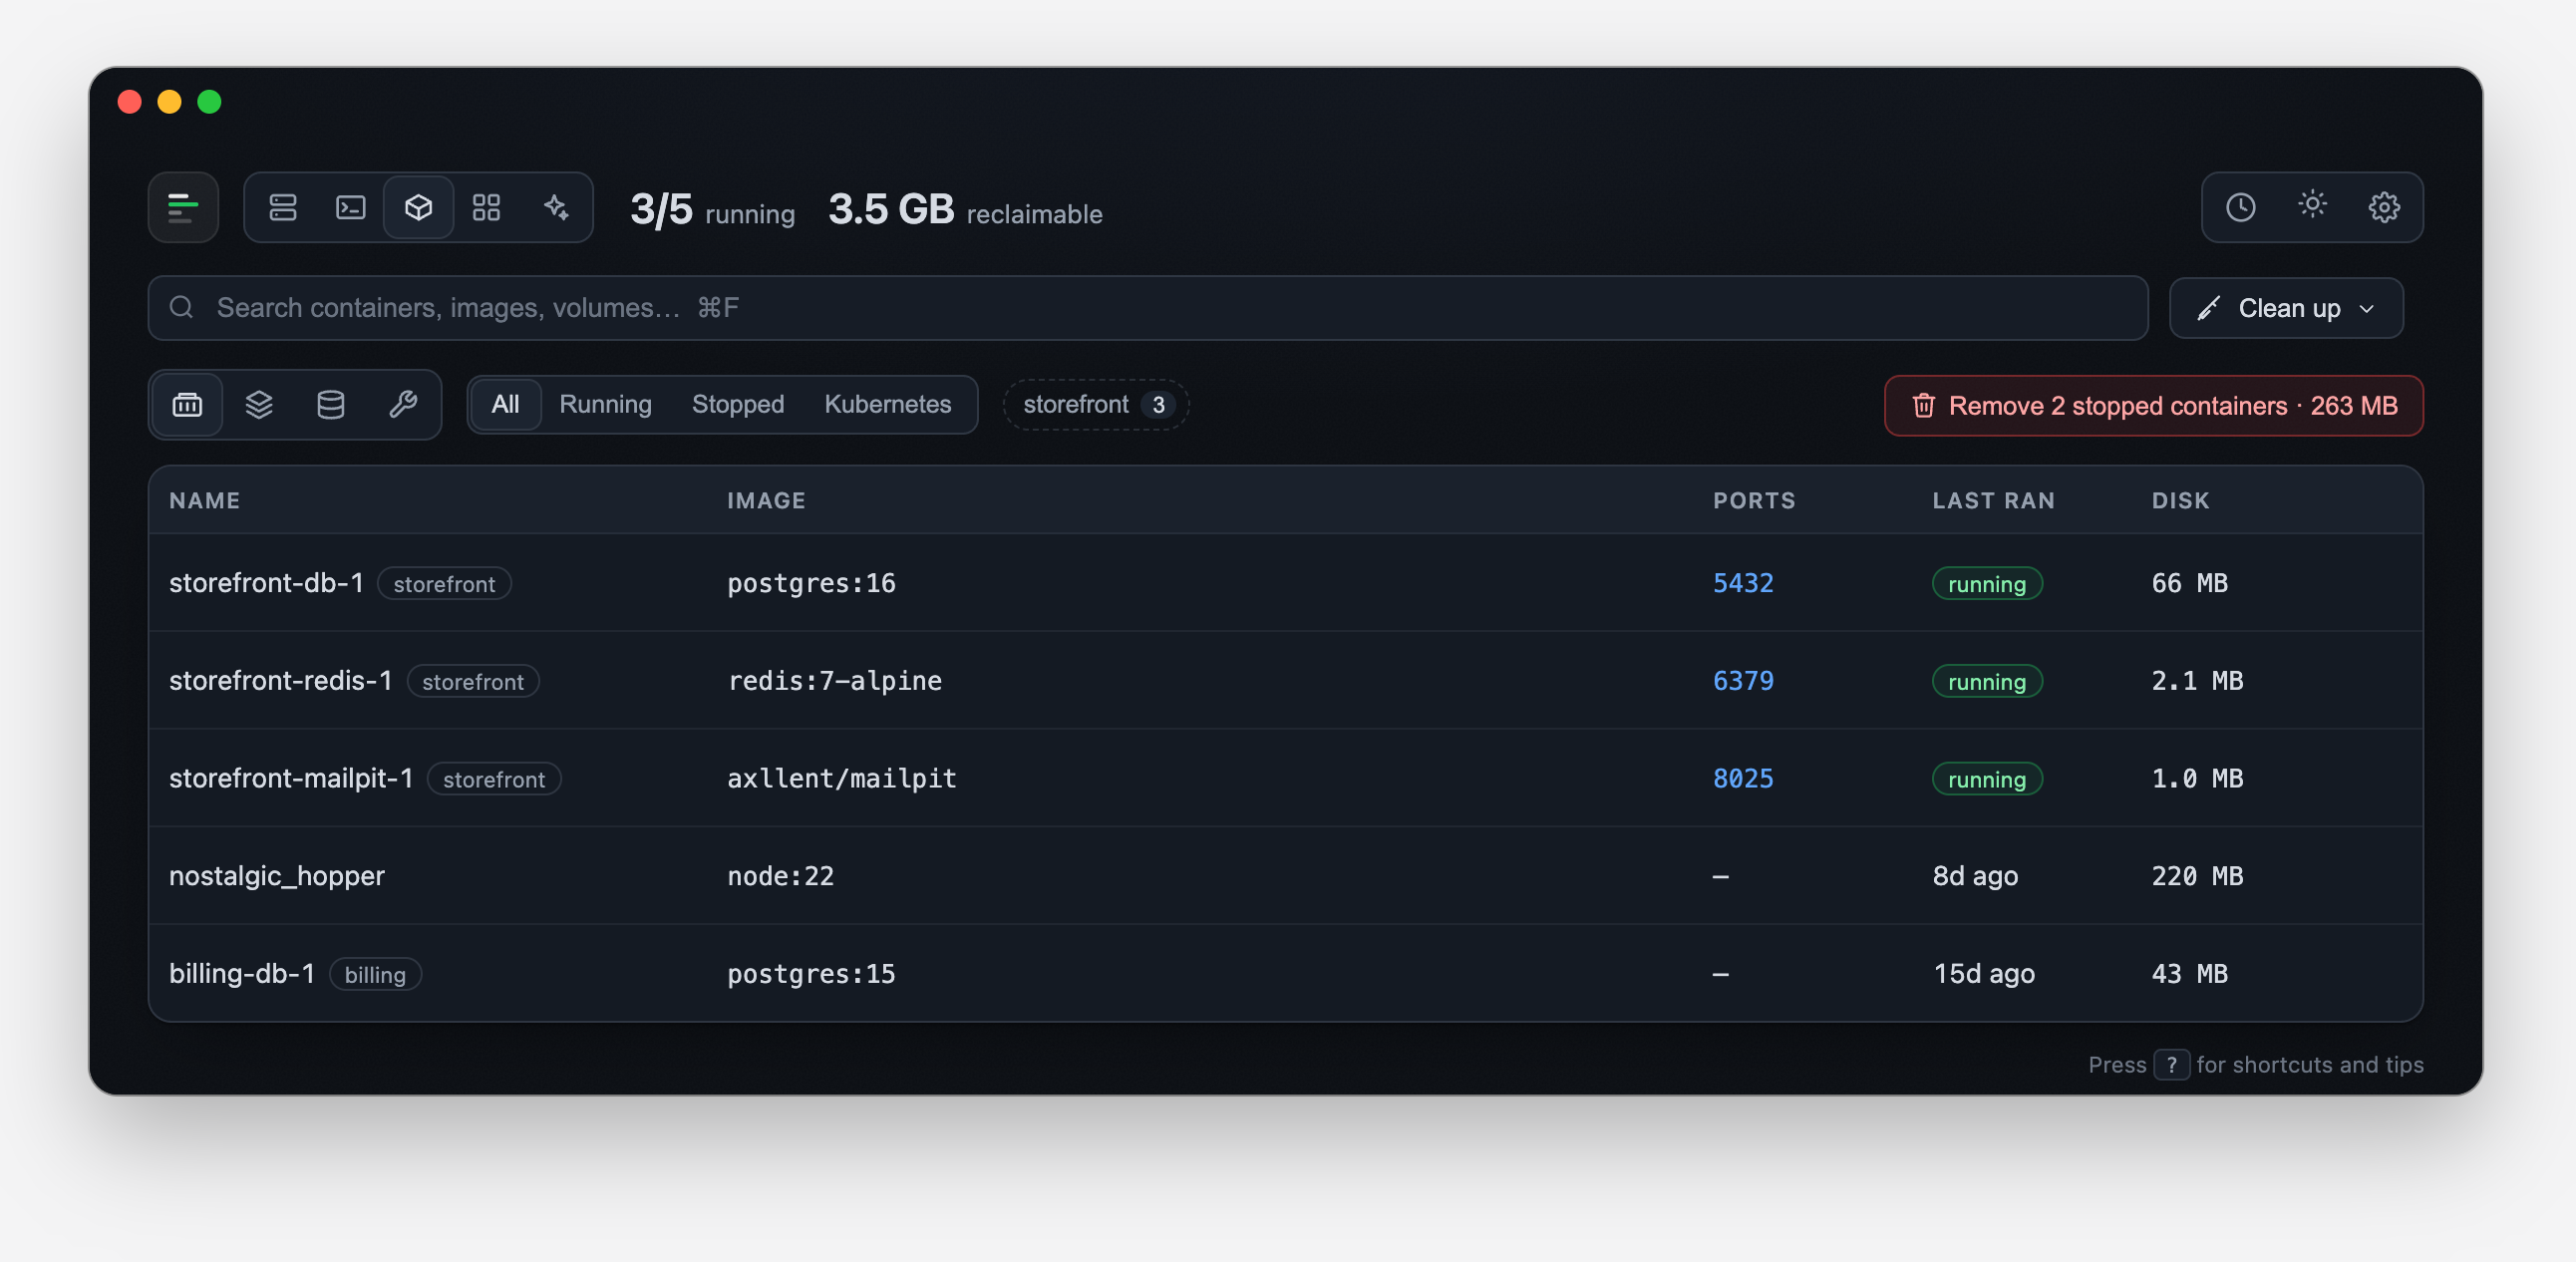 3/5 running 3.5 GB reclaimable
Search containers, images, volumes… ⌘F
Clean up
All Running Stopped Kubernetes storefront 3
Remove 2 stopped containers · 263 MB
NAME IMAGE PORTS LAST RAN DISK
storefront-db-1 storefront postgres:16 5432 running 66 MB
storefront-redis-1 storefront redis:7-alpine 6379 running 2.1 MB
storefront-mailpit-1 storefront axllent/mailpit 8025 running 1.0 MB
nostalgic_hopper node:22 — 8d ago 220 MB
billing-db-1 billing postgres:15 — 15d ago 43 MB
Press ? for shortcuts and tips